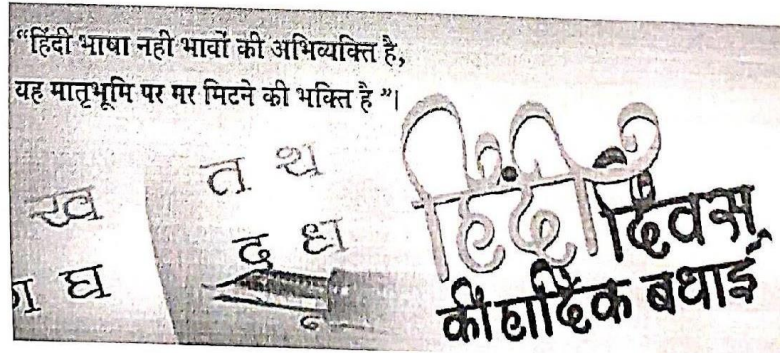 “हिंदी भाषा नही भावों की अभिव्यक्ति है,
यह मातृभूमि पर मर मिटने की भक्ति है ”।
त थ
ख
द ध
ग घ
हिंदी दिवस
की हार्दिक बधाई